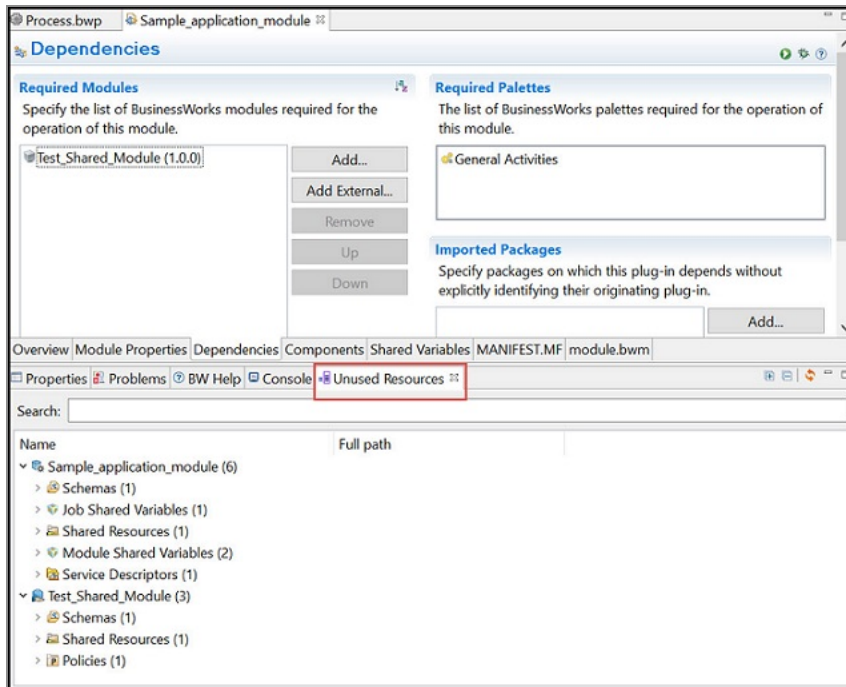 Process.bwp Sample_application_module
Dependencies
Required Modules
Specify the list of BusinessWorks modules required for the
operation of this module.
Test_Shared_Module (1.0.0)
Add...
Add External...
Remove
Up
Down
Required Palettes
The list of BusinessWorks palettes required for the operation of
this module.
General Activities
Imported Packages
Specify packages on which this plug-in depends without
explicitly identifying their originating plug-in.
Add...
Overview Module Properties Dependencies Components Shared Variables MANIFEST.MF module.bwm
Properties Problems BW Help Console Unused Resources
Search:
Name Full path
Sample_application_module (6)
Schemas (1)
Job Shared Variables (1)
Shared Resources (1)
Module Shared Variables (2)
Service Descriptors (1)
Test_Shared_Module (3)
Schemas (1)
Shared Resources (1)
Policies (1)